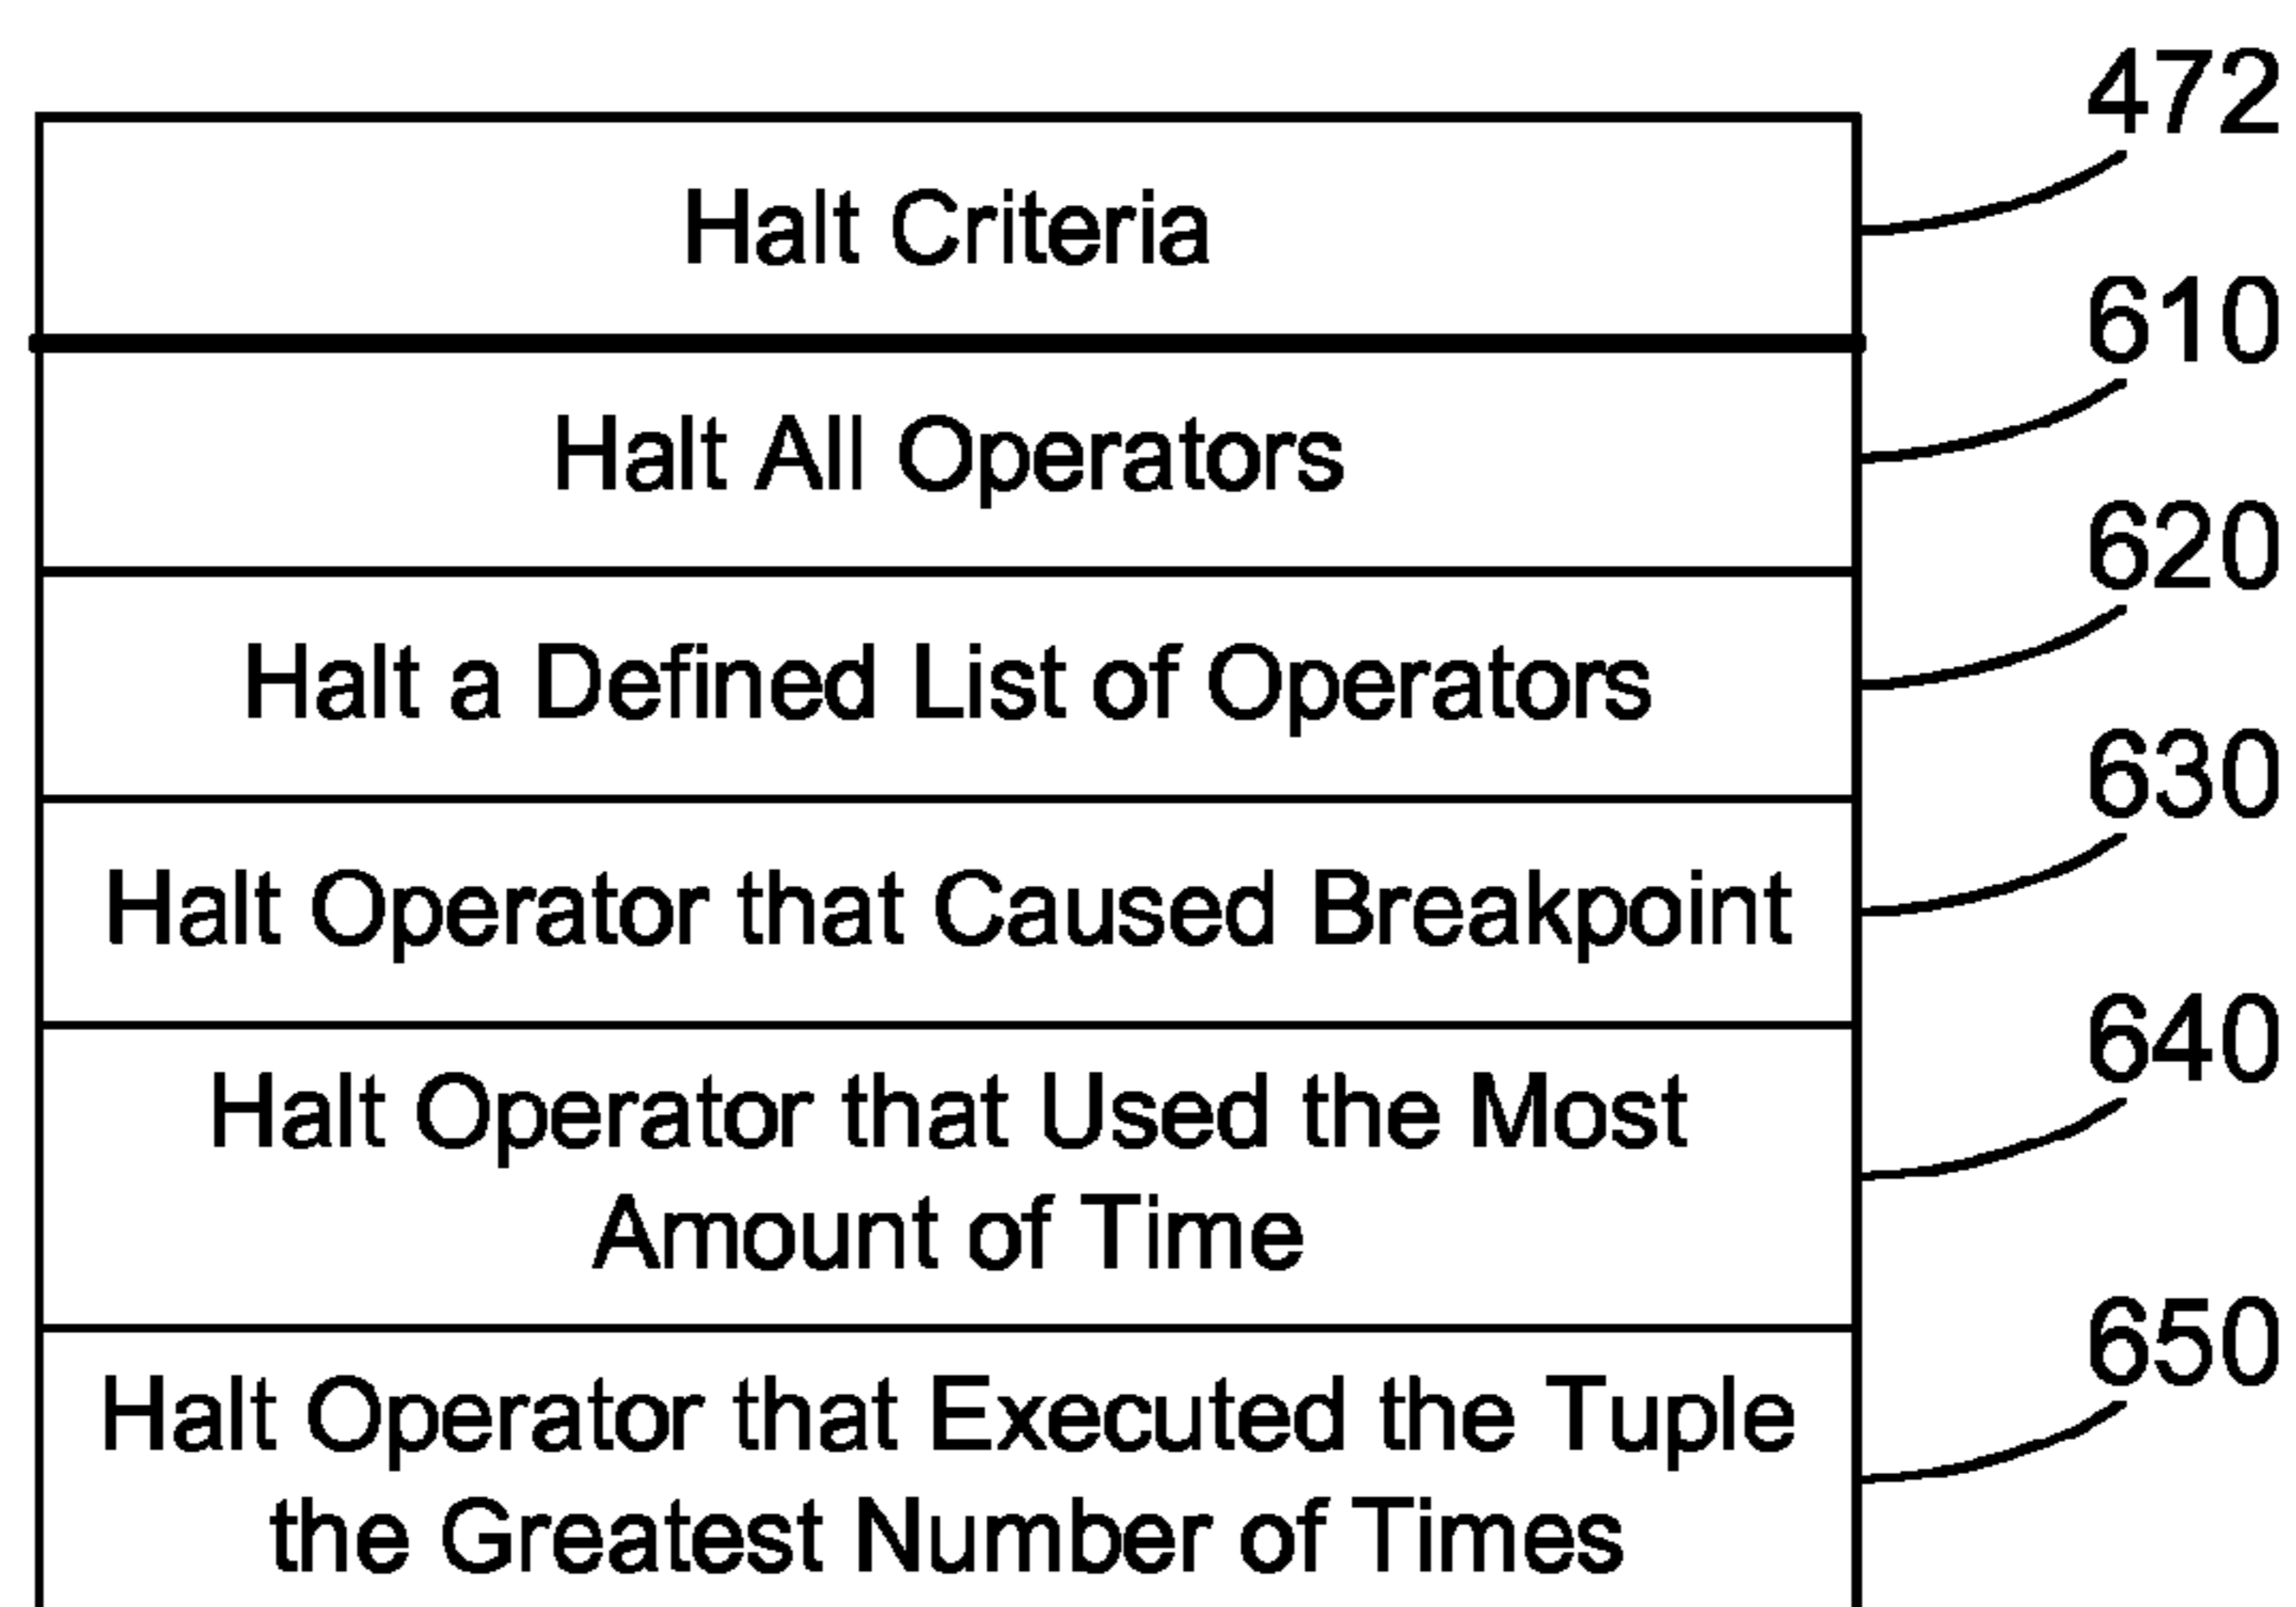 472
Halt Criteria
610
Halt All Operators
620
Halt a Defined List of Operators
630
Halt Operator that Caused Breakpoint
640
Halt Operator that Used the Most
Amount of Time
650
Halt Operator that Executed the Tuple
the Greatest Number of Times